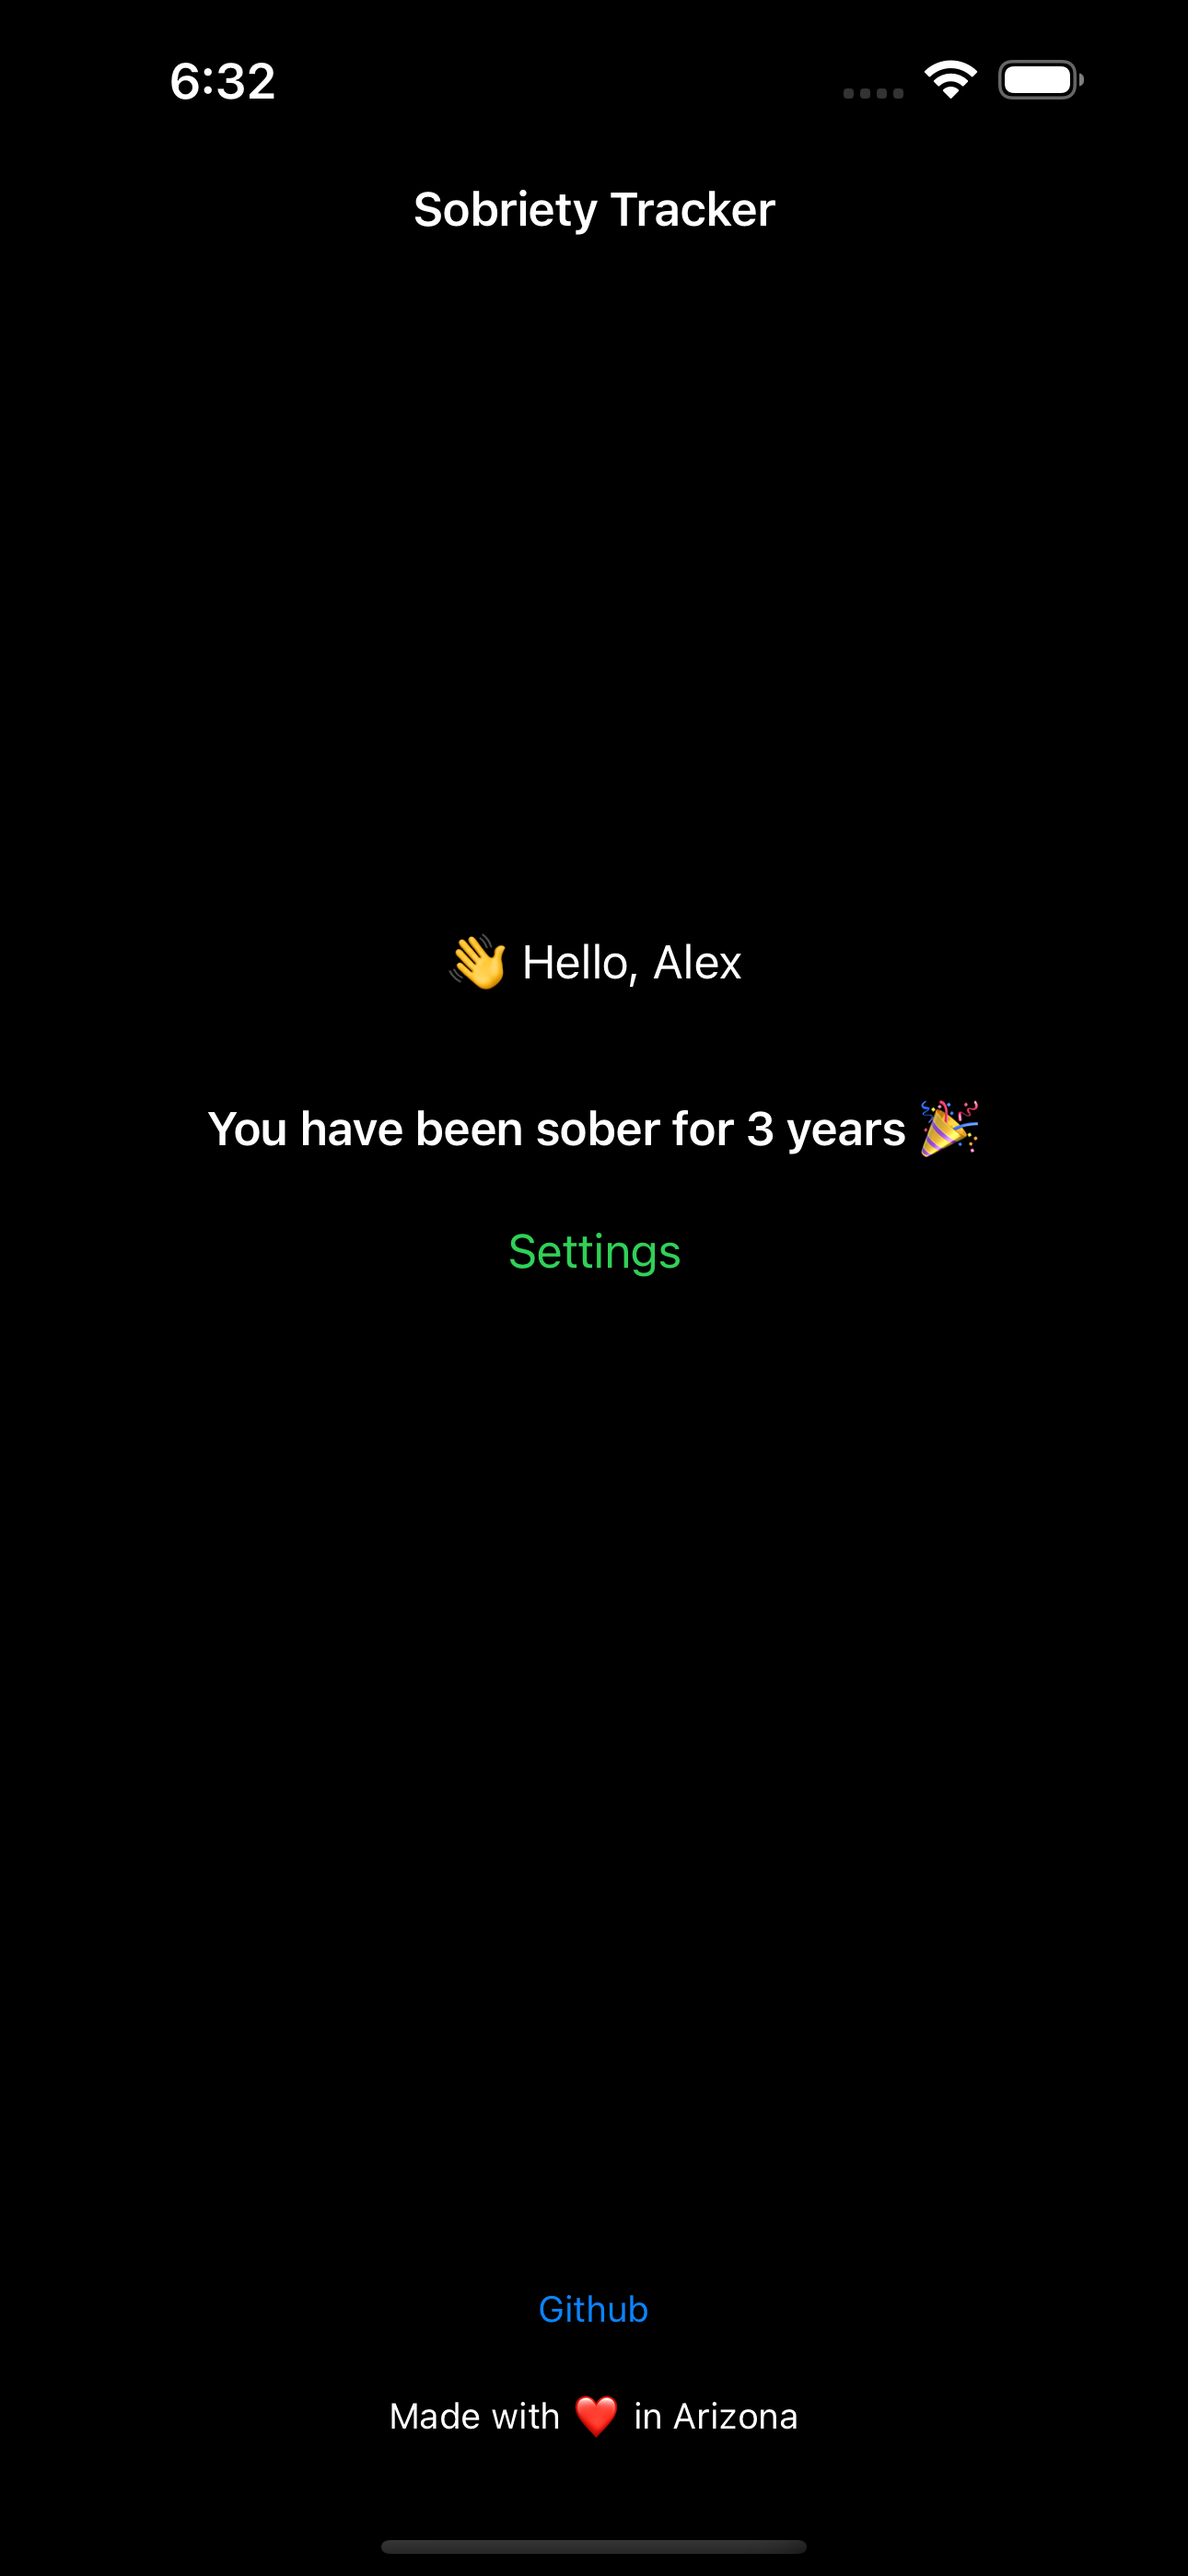 6:32
Sobriety Tracker
👋 Hello, Alex
You have been sober for 3 years 🎉
Settings
Github
Made with ❤️ in Arizona